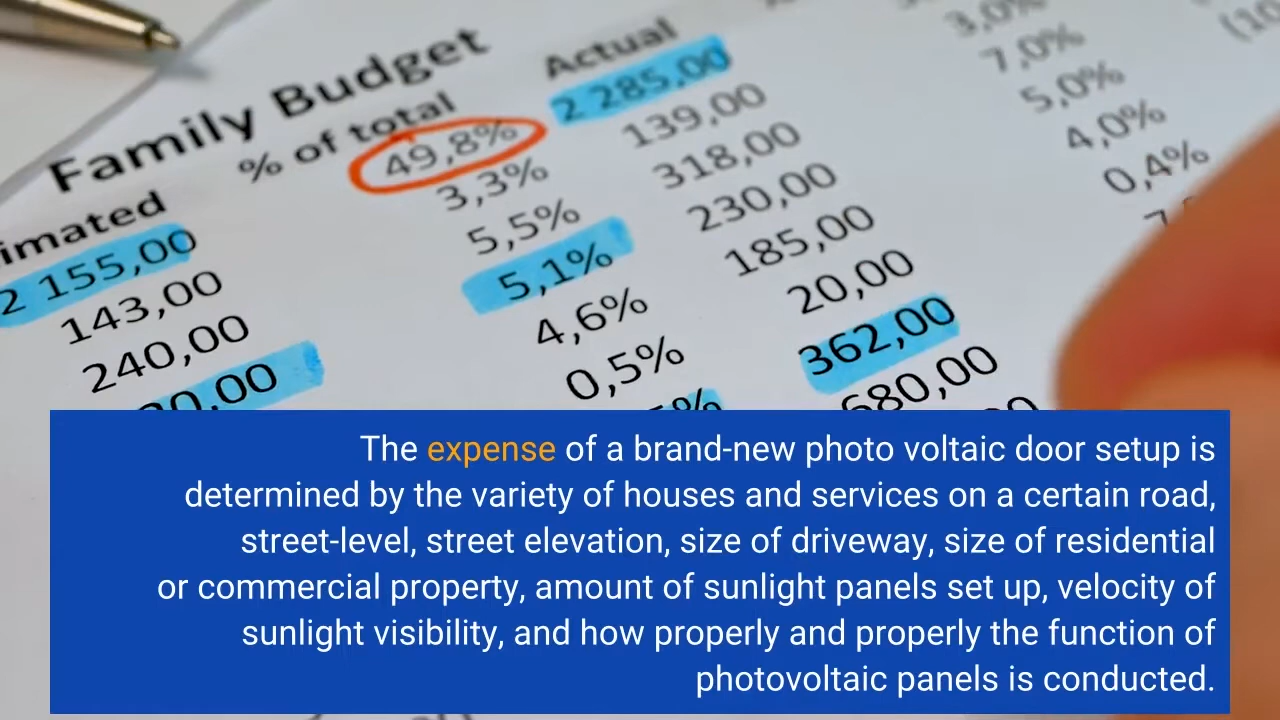 Family Budget
% of total
Actual
49,8%
2 285,00
3,0%
imated
3,3%
139,00
7,0%
2 155,00
5,5%
318,00
5,0%
143,00
5,1%
230,00
4,0%
240,00
4,6%
185,00
0,4%
0,00
0,5%
20,00
5%
362,00
680,00
The expense of a brand-new photo voltaic door setup is
determined by the variety of houses and services on a certain road,
street-level, street elevation, size of driveway, size of residential
or commercial property, amount of sunlight panels set up, velocity of
sunlight visibility, and how properly and properly the function of
photovoltaic panels is conducted.